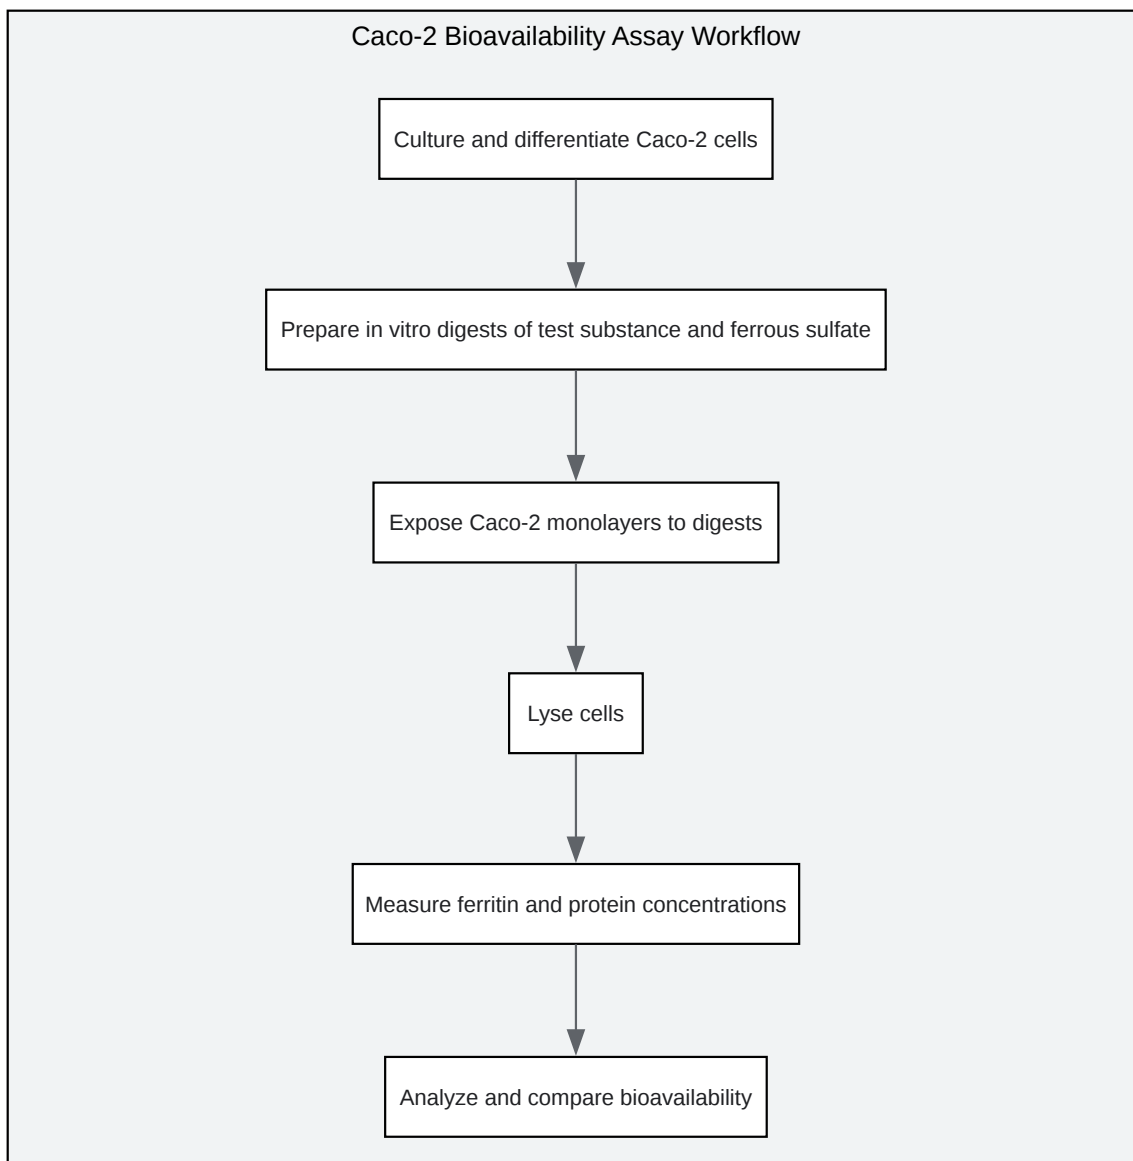 Caco-2 Bioavailability Assay Workflow
Culture and differentiate Caco-2 cells
Prepare in vitro digests of test substance and ferrous sulfate
Expose Caco-2 monolayers to digests
Lyse cells
Measure ferritin and protein concentrations
Analyze and compare bioavailability